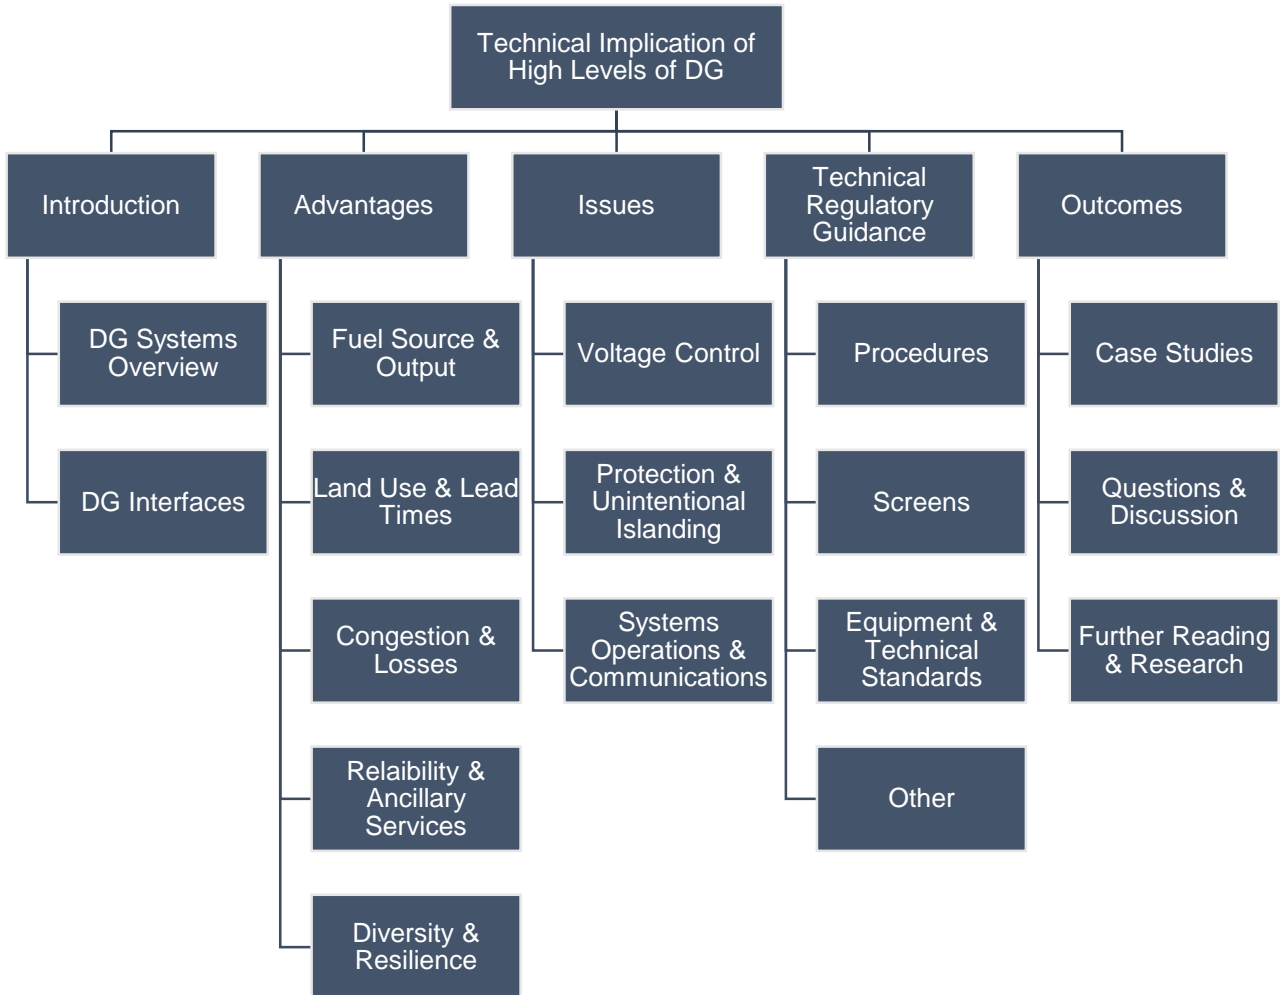 Technical Implication of
High Levels of DG
Introduction
Advantages
Issues
Technical
Regulatory
Guidance
Outcomes
DG Systems
Overview
Fuel Source &
Output
Voltage Control
Procedures
Case Studies
DG Interfaces
Land Use & Lead
Times
Protection &
Unintentional
Islanding
Screens
Questions &
Discussion
Congestion &
Losses
Systems
Operations &
Communications
Equipment &
Technical
Standards
Further Reading
& Research
Relaibility &
Ancillary
Services
Other
Diversity &
Resilience